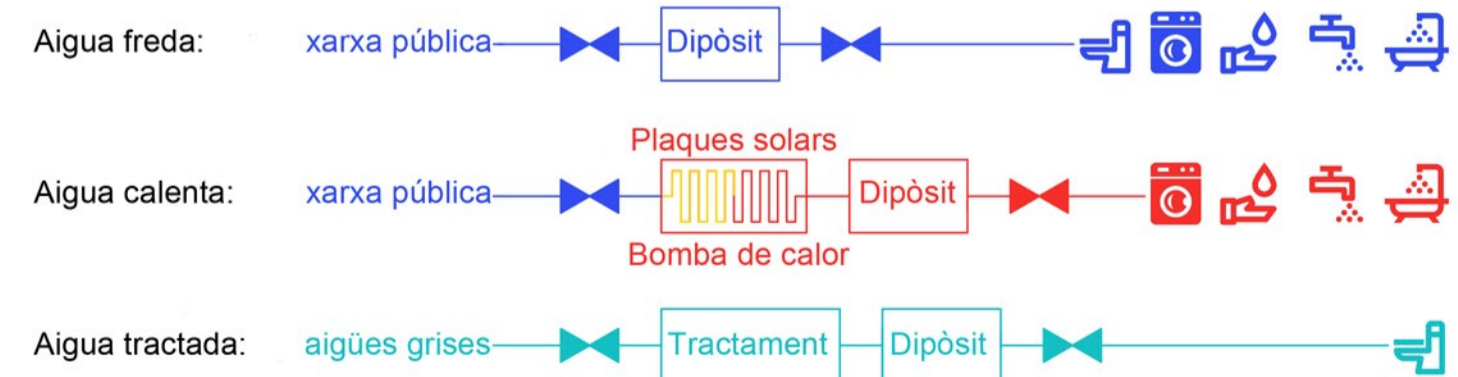 Aigua freda: xarxa pública Dipòsit
Plaques solars
Aigua calenta: xarxa pública Dipòsit
Bomba de calor
Aigua tractada: aigües grises Tractament Dipòsit